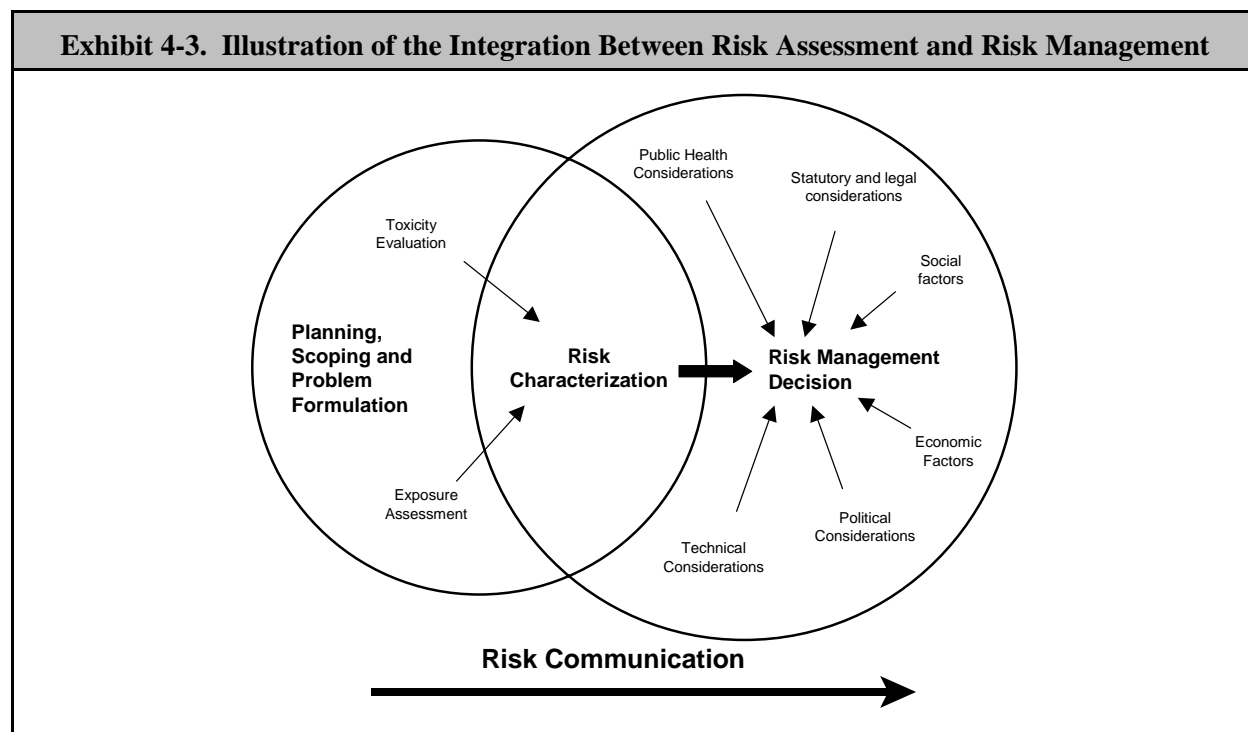 Exhibit 4-3. Illustration of the Integration Between Risk Assessment and Risk Management
Public Health
Considerations
Statutory and legal
considerations
Toxicity
Evaluation
Social
factors
Planning,
Scoping and
Problem
Formulation
Risk
Characterization
Risk Management
Decision
Economic
Factors
Exposure
Assessment
Political
Considerations
Technical
Considerations
Risk Communication